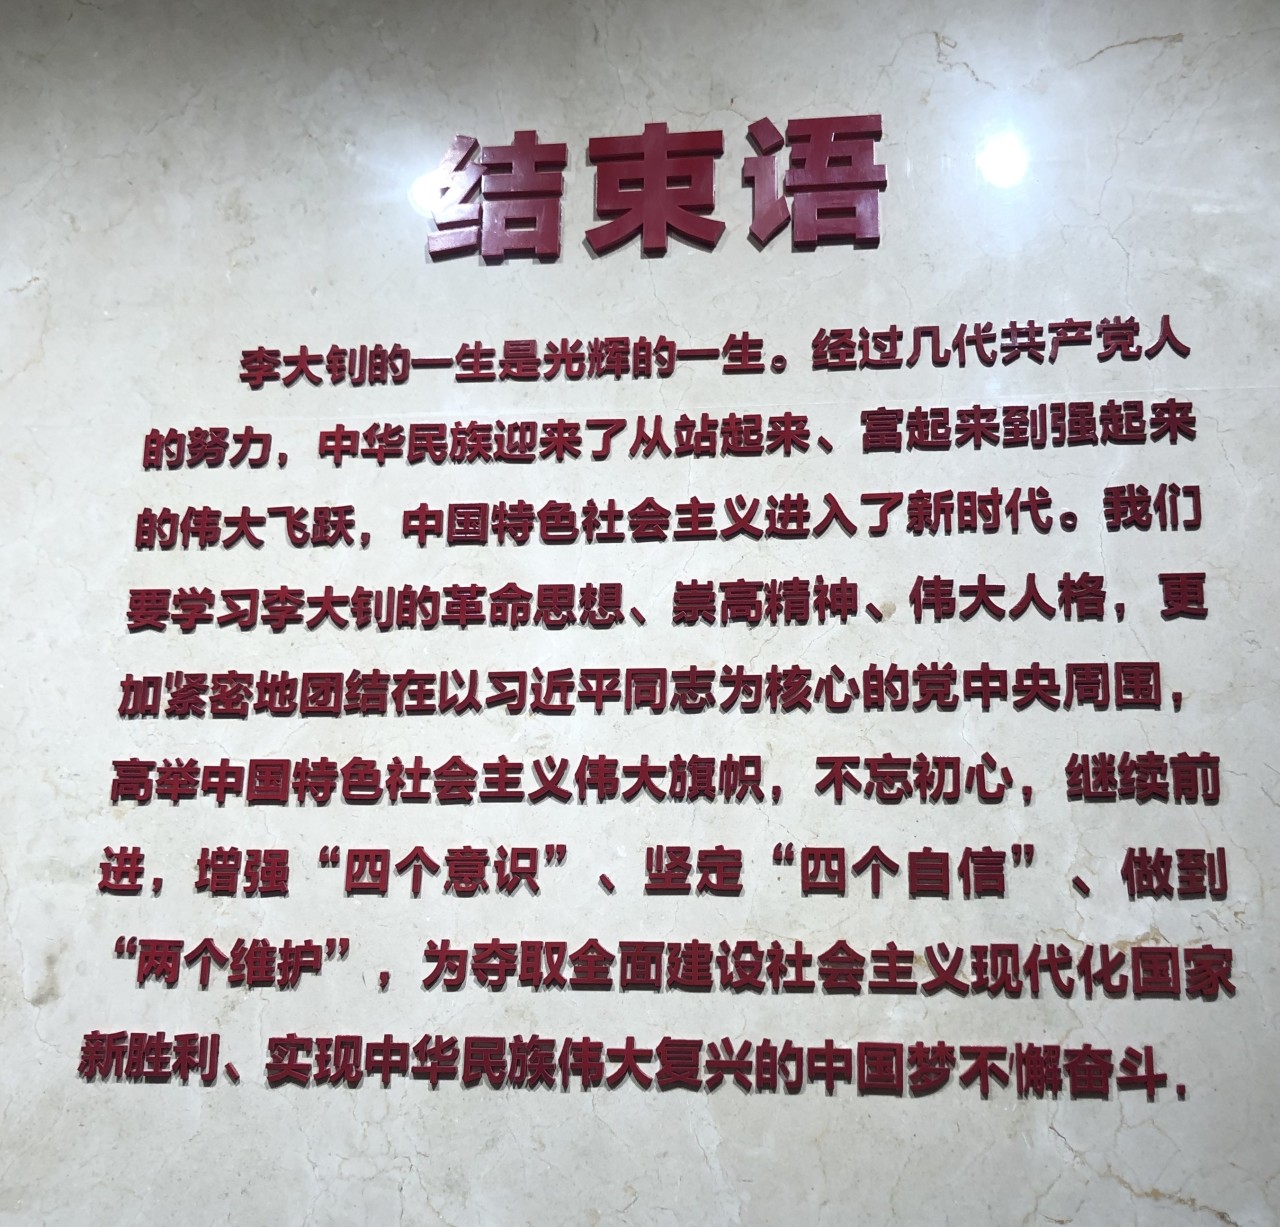 结束语
李大钊的一生是光辉的一生。经过几代共产党人
的努力，中华民族迎来了从站起来、富起来到强起来
的伟大飞跃，中国特色社会主义进入了新时代。我们
要学习李大钊的革命思想、崇高精神、伟大人格，更
加紧密地团结在以习近平同志为核心的党中央周围，
高举中国特色社会主义伟大旗帜，不忘初心，继续前
进，增强“四个意识”、坚定“四个自信”、做到
“两个维护”，为夺取全面建设社会主义现代化国家
新胜利、实现中华民族伟大复兴的中国梦不懈奋斗.